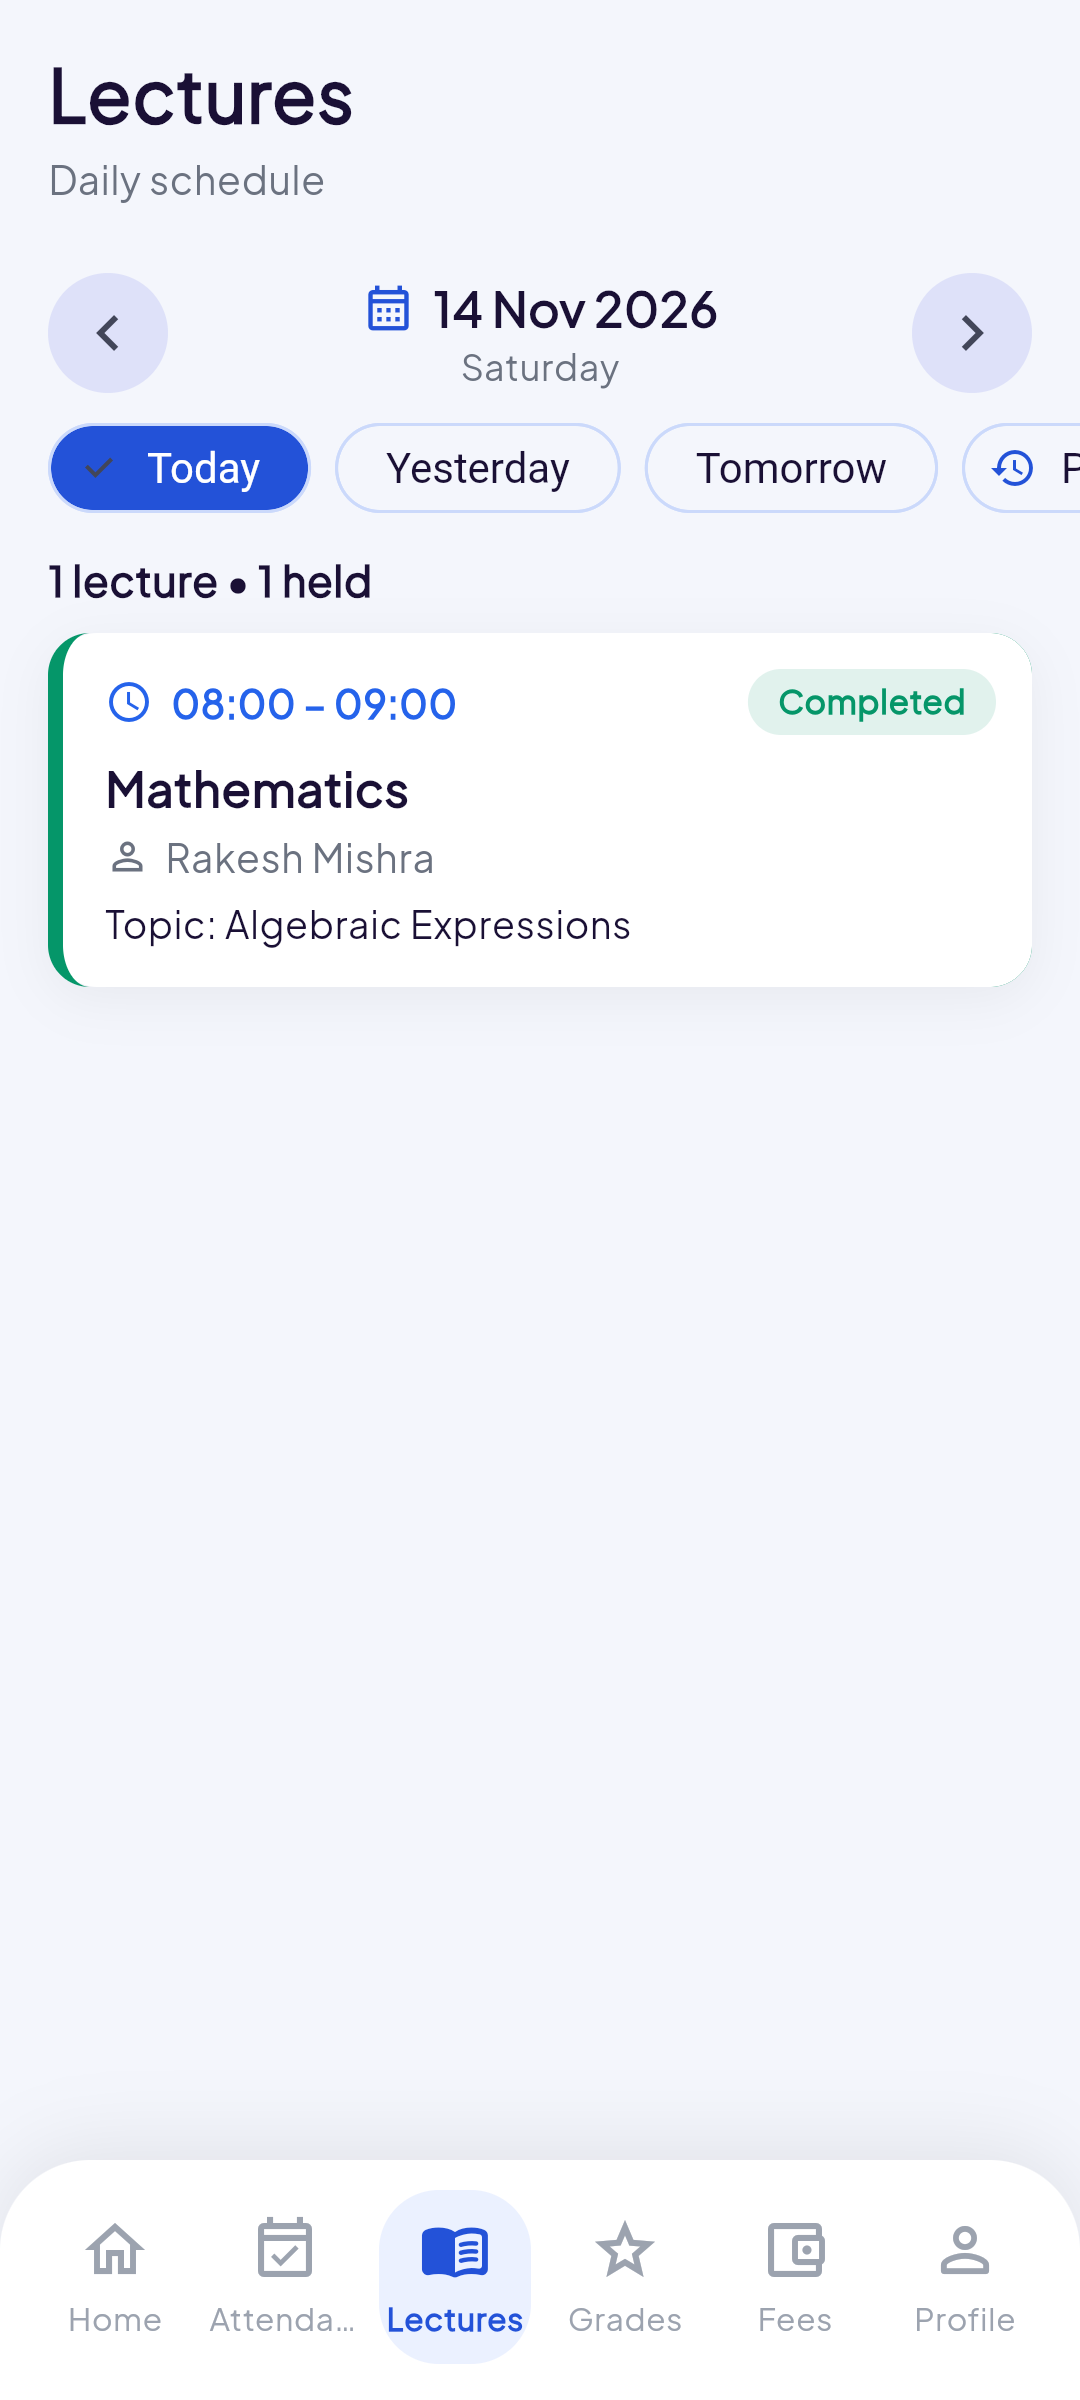 Lectures
Daily schedule
14 Nov 2026
Saturday
Today
Yesterday
Tomorrow
1 lecture • 1 held
08:00 – 09:00
Completed
Mathematics
Rakesh Mishra
Topic: Algebraic Expressions
Home
Attenda...
Lectures
Grades
Fees
Profile